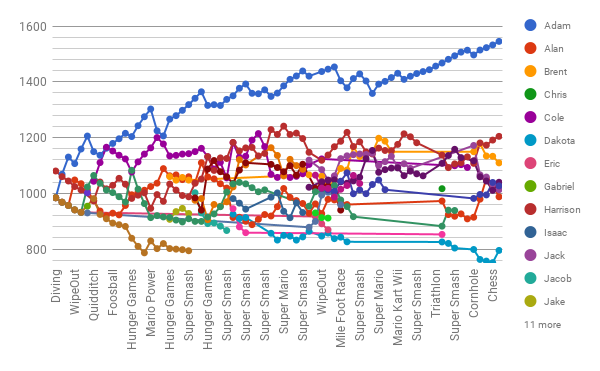 1600
1400
1200
1000
800
Diving
WipeOut
Quidditch
Foosball
Hunger Games
Mario Power
Hunger Games
Super Smash
Hunger Games
Super Smash
Super Smash
Super Smash
Super Mario
Super Smash
WipeOut
Mile Foot Race
Super Smash
Super Mario
Mario Kart Wii
Super Smash
Triathlon
Super Smash
Cornhole
Chess
Adam
Alan
Brent
Chris
Cole
Dakota
Eric
Gabriel
Harrison
Isaac
Jack
Jacob
Jake
11 more